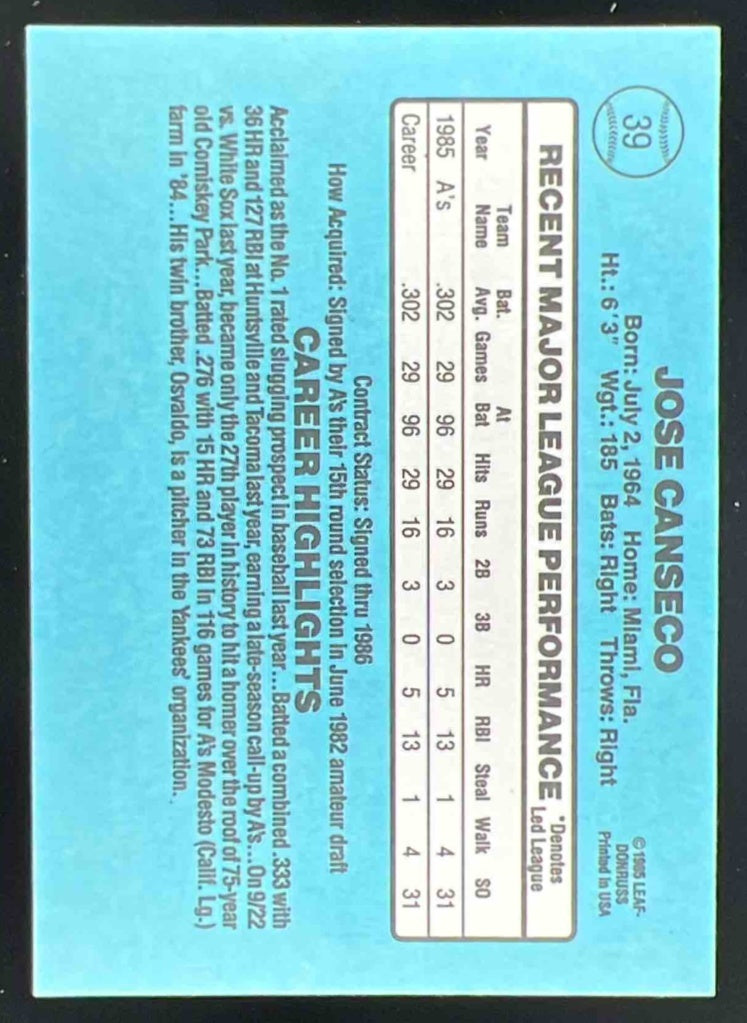 39
JOSE CANSECO
Born: July 2, 1964 Home: Miami, Fla.
Ht.: 6'3" Wgt.: 185 Bats: Right Throws: Right
©1985 LEAF-
DONRUSS
Printed in USA
RECENT MAJOR LEAGUE PERFORMANCE
*Denotes
Led League
Team Bat. At
Year Name Avg. Games Bat Hits Runs 2B 3B HR RBI Steal Walk SO
1985 A's .302 29 96 29 16 3 0 5 13 1 4 31
Career .302 29 96 29 16 3 0 5 13 1 4 31
Contract Status: Signed thru 1986
How Acquired: Signed by A's their 15th round selection in June 1982 amateur draft
CAREER HIGHLIGHTS
Acclaimed as the No. 1 rated slugging prospect in baseball last year...Batted a combined .333 with
36 HR and 127 RBI at Huntsville and Tacoma last year, earning a late-season call-up by A's...On 9/22
vs. White Sox last year, became only the 27th player in history to hit a homer over the roof of 75-year
old Comiskey Park...Batted .276 with 15 HR and 73 RBI in 116 games for A's Modesto (Calif. Lg.)
farm in '84...His twin brother, Osvaldo, is a pitcher in the Yankees' organization.